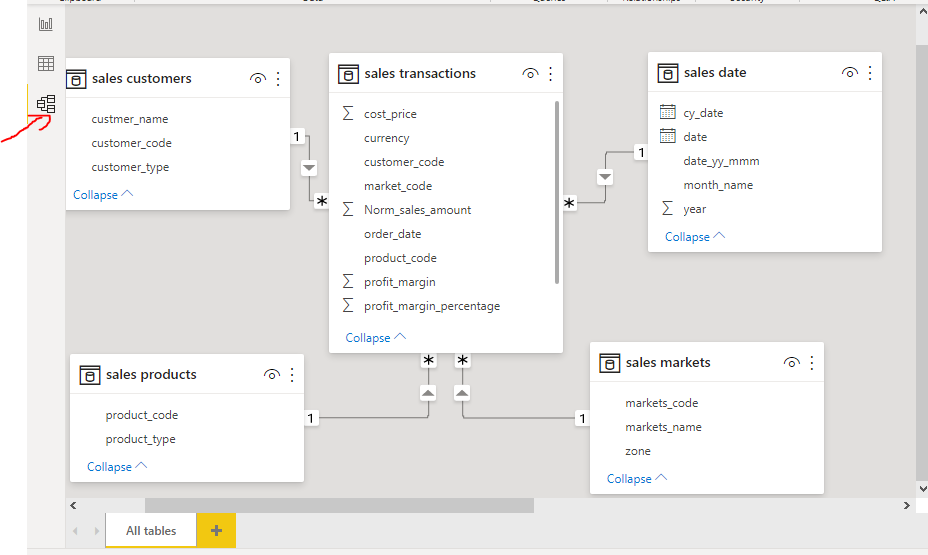 sales customers
custmer_name
customer_code
customer_type
Collapse
1
*
sales transactions
Σ cost_price
currency
customer_code
market_code
Σ Norm_sales_amount
order_date
product_code
Σ profit_margin
Σ profit_margin_percentage
Collapse
*
*
*
1
sales date
cy_date
date
date_yy_mmm
month_name
Σ year
Collapse
sales products
product_code
product_type
Collapse
1
1
sales markets
markets_code
markets_name
zone
Collapse
All tables
+